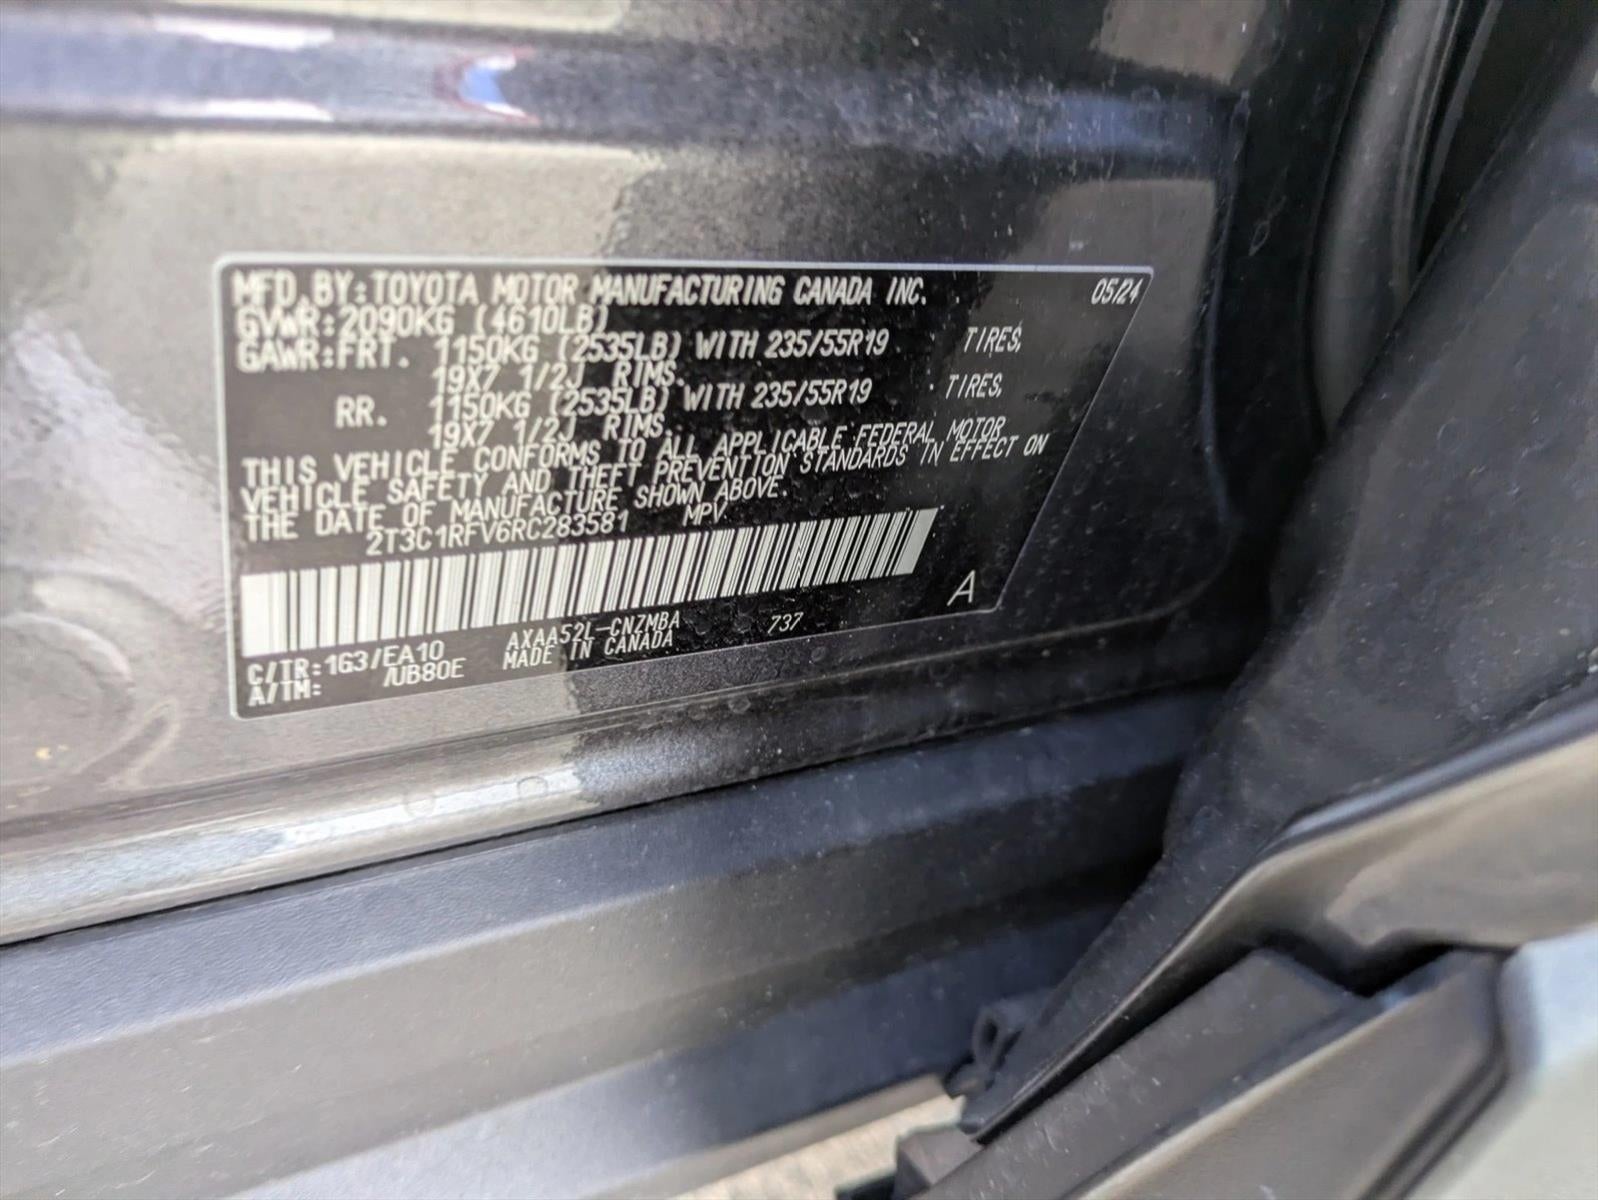 MFD.BY:TOYOTA MOTOR MANUFACTURING CANADA INC. 05/24
GVWR:2090KG (4610LB)
GAWR:FRT. 1150KG (2535LB) WITH 235/55R19 TIRES,
19X7 1/2J RIMS.
RR. 1150KG (2535LB) WITH 235/55R19 TIRES,
19X7 1/2J RIMS.
THIS VEHICLE CONFORMS TO ALL APPLICABLE FEDERAL MOTOR
VEHICLE SAFETY AND THEFT PREVENTION STANDARDS IN EFFECT ON
THE DATE OF MANUFACTURE SHOWN ABOVE.
2T3C1RFV6RC283581 MPV
A
C/TR:1G3/EA10 AXAA52L-CNZMBA 737
A/TM: /UB80E MADE IN CANADA